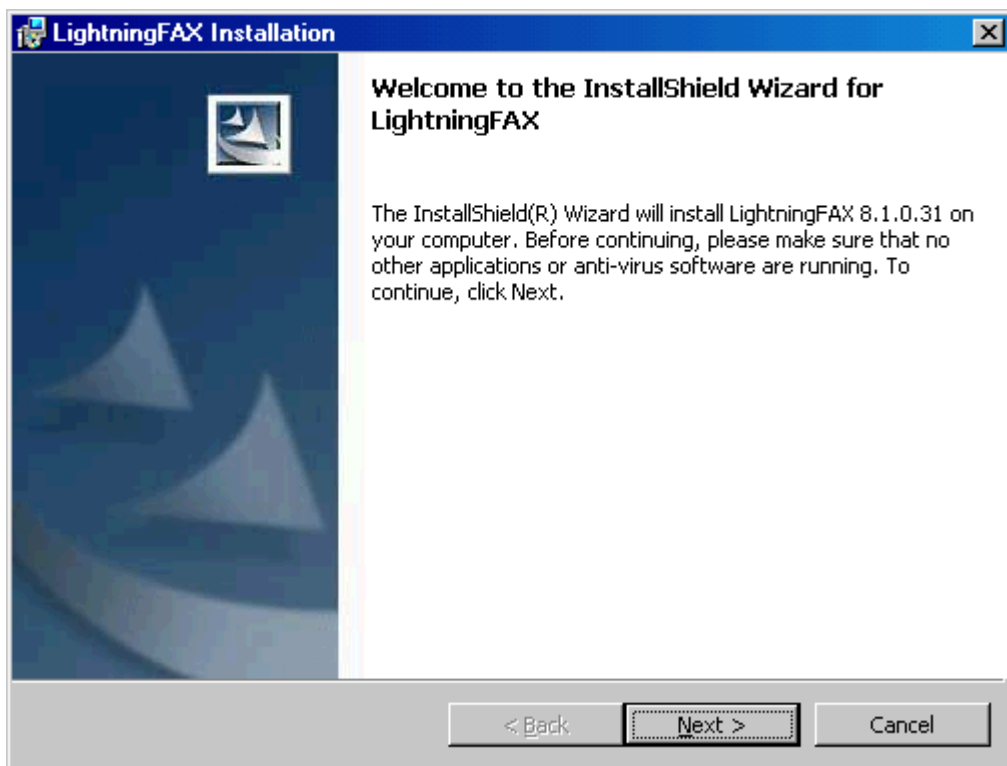 LightningFAX Installation
Welcome to the InstallShield Wizard for
LightningFAX
The InstallShield(R) Wizard will install LightningFAX 8.1.0.31 on
your computer. Before continuing, please make sure that no
other applications or anti-virus software are running. To
continue, click Next.
< Back
Next >
Cancel